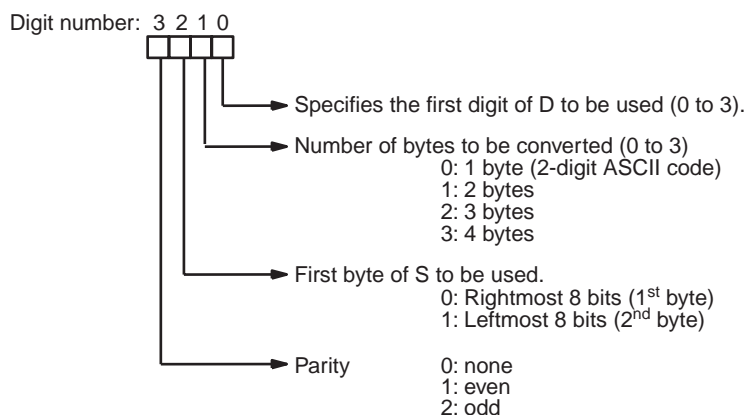 Digit number: 3 2 1 0
Specifies the first digit of D to be used (0 to 3).
Number of bytes to be converted (0 to 3)
0: 1 byte (2-digit ASCII code)
1: 2 bytes
2: 3 bytes
3: 4 bytes
First byte of S to be used.
0: Rightmost 8 bits (1st byte)
1: Leftmost 8 bits (2nd byte)
Parity 0: none
1: even
2: odd